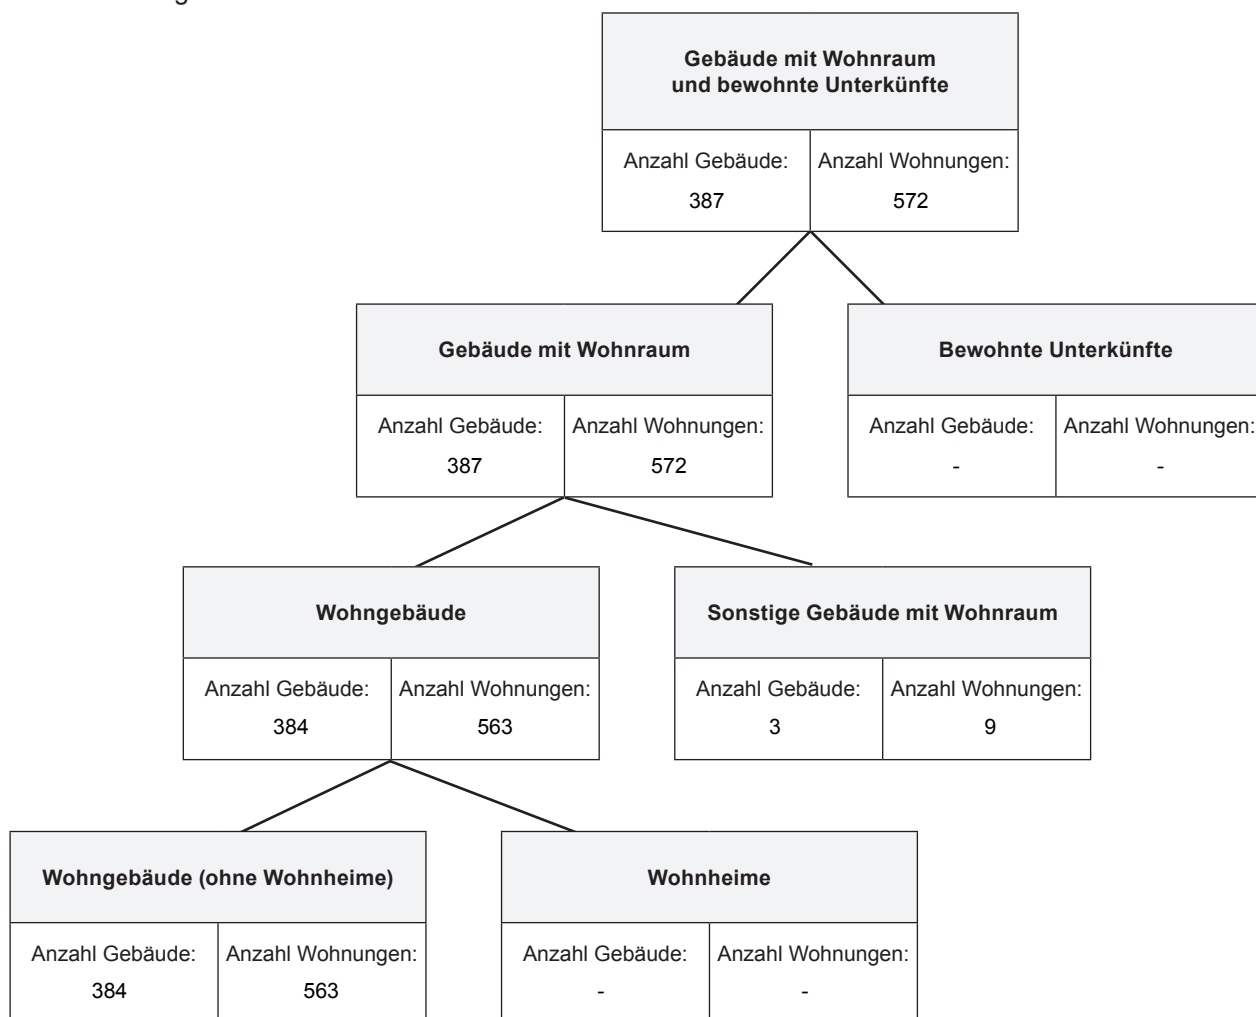 Gebäude mit Wohnraum
und bewohnte Unterkünfte
Anzahl Gebäude: Anzahl Wohnungen:
387 572
Gebäude mit Wohnraum
Anzahl Gebäude: Anzahl Wohnungen:
387 572
Bewohnte Unterkünfte
Anzahl Gebäude: Anzahl Wohnungen:
- -
Wohngebäude
Anzahl Gebäude: Anzahl Wohnungen:
384 563
Sonstige Gebäude mit Wohnraum
Anzahl Gebäude: Anzahl Wohnungen:
3 9
Wohngebäude (ohne Wohnheime)
Anzahl Gebäude: Anzahl Wohnungen:
384 563
Wohnheime
Anzahl Gebäude: Anzahl Wohnungen:
- -